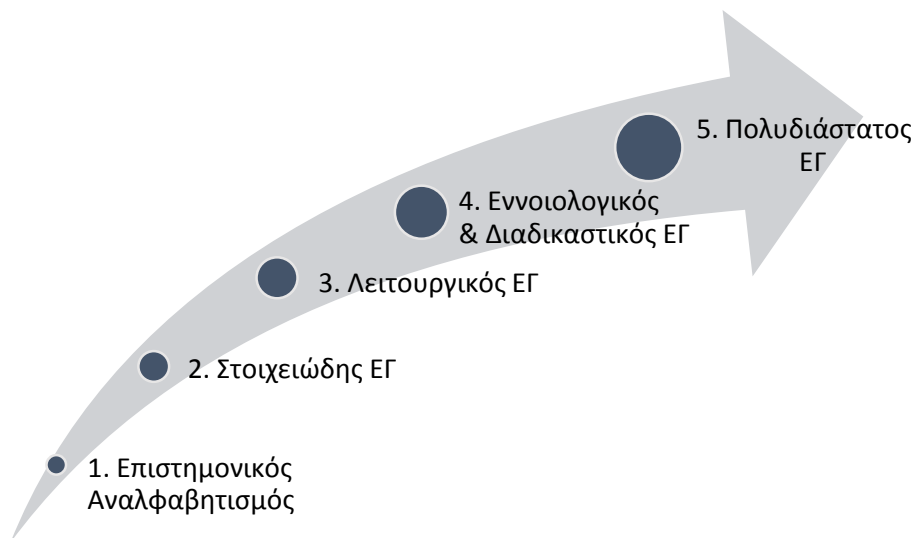 5. Πολυδιάστατος
ΕΓ
4. Εννοιολογικός
& Διαδικαστικός ΕΓ
3. Λειτουργικός ΕΓ
2. Στοιχειώδης ΕΓ
1. Επιστημονικός
Αναλφαβητισμός